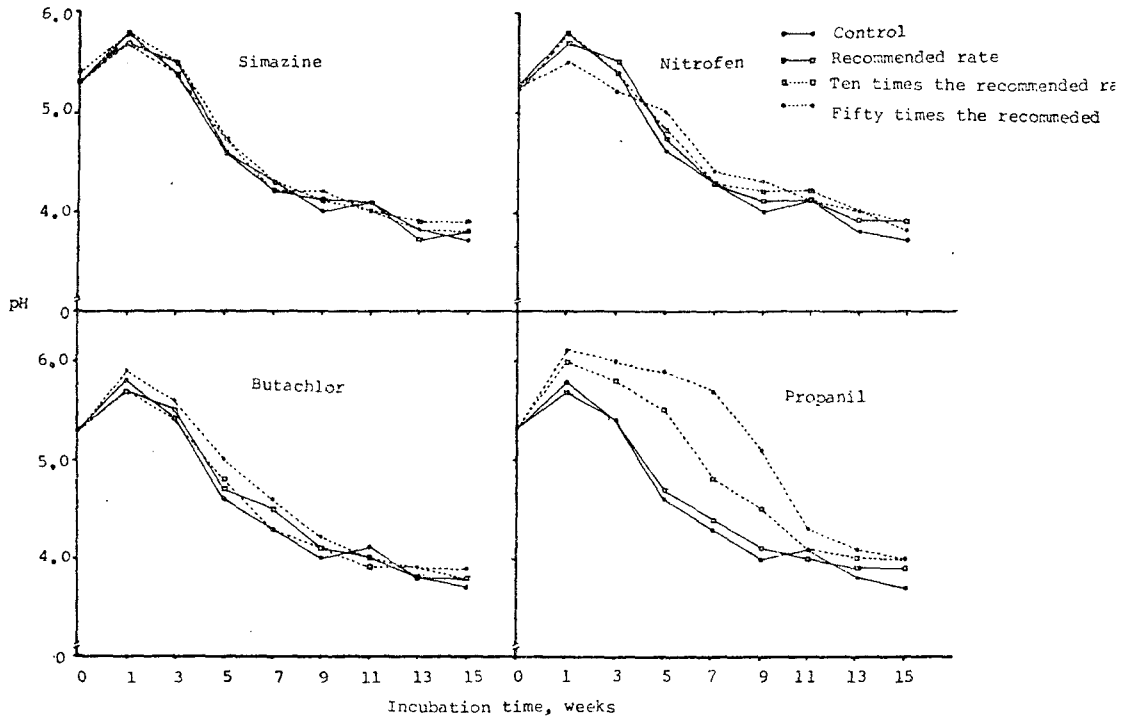 6.0
5.0
4.0
pH
0
Simazine
Nitrofen
Control
Recommended rate
Ten times the recommended ra
Fifty times the recommeded
6.0
5.0
4.0
0
Butachlor
Propanil
0 1 3 5 7 9 11 13 15 0 1 3 5 7 9 11 13 15
Incubation time, weeks